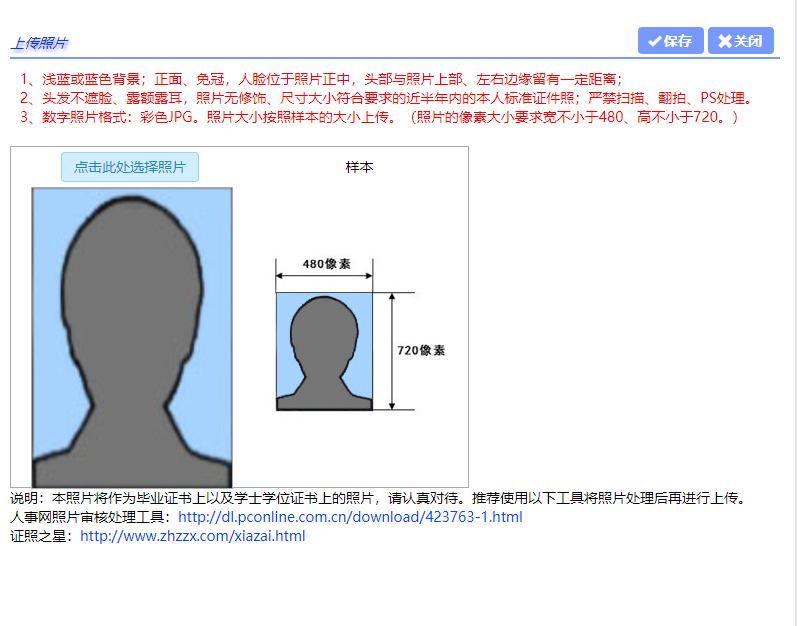 上传照片
保存 关闭
1、浅蓝或蓝色背景；正面、免冠，人脸位于照片正中，头部与照片上部、左右边缘留有一定距离；
2、头发不遮脸、露额露耳，照片无修饰、尺寸大小符合要求的近半年内的本人标准证件照；严禁扫描、翻拍、PS处理。
3、数字照片格式：彩色JPG。照片大小按照样本的大小上传。（照片的像素大小要求宽不小于480、高不小于720。）
点击此处选择照片
样本
480像素
720像素
说明：本照片将作为毕业证书上以及学士学位证书上的照片，请认真对待。推荐使用以下工具将照片处理后再进行上传。
人事网照片审核处理工具：http://dl.pconline.com.cn/download/423763-1.html
证照之星：http://www.zhzzx.com/xiazai.html